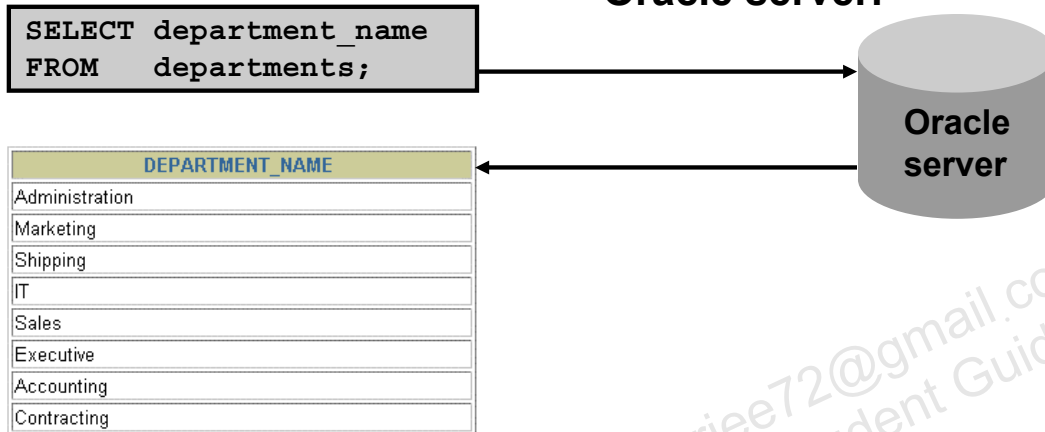 Oracle server.
SELECT department_name
FROM departments;
Oracle
server
DEPARTMENT_NAME
Administration
Marketing
Shipping
IT
Sales
Executive
Accounting
Contracting